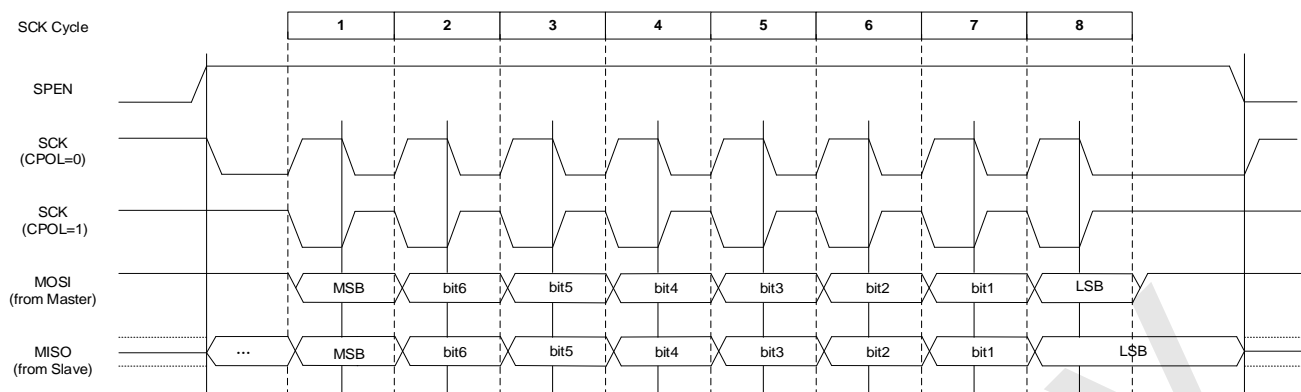 SCK Cycle 1 2 3 4 5 6 7 8
SPEN
SCK
(CPOL=0)
SCK
(CPOL=1)
MOSI
(from Master)
MSB bit6 bit5 bit4 bit3 bit2 bit1 LSB
MISO
(from Slave)
... MSB bit6 bit5 bit4 bit3 bit2 bit1 LSB